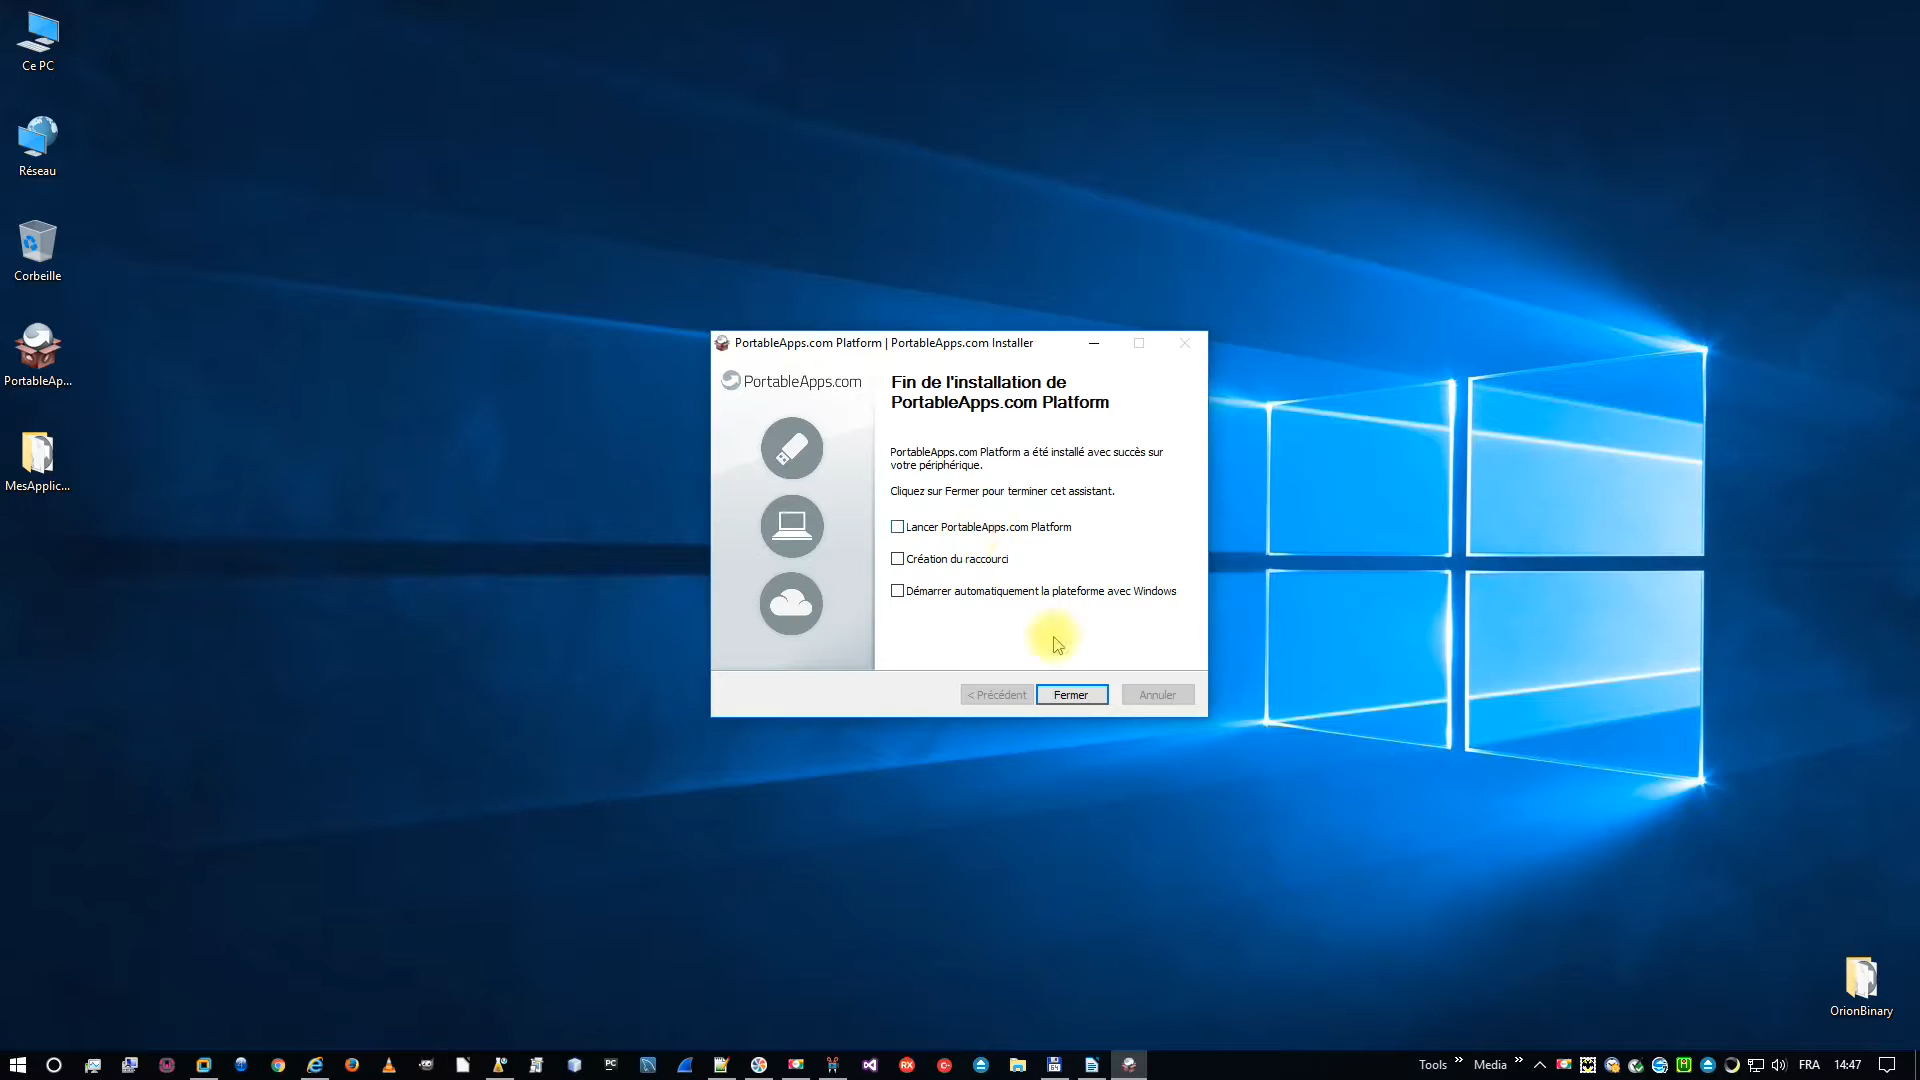 Ce PC
Réseau
Corbeille
PortableAp...
MesApplic...
PortableApps.com Platform | PortableApps.com Installer
PortableApps.com
Fin de l'installation de
PortableApps.com Platform
PortableApps.com Platform a été installé avec succès sur
votre périphérique.
Cliquez sur Fermer pour terminer cet assistant.
Lancer PortableApps.com Platform
Création du raccourci
Démarrer automatiquement la plateforme avec Windows
< Précédent
Fermer
Annuler
OrionBinary
Tools
Media
FRA
14:47